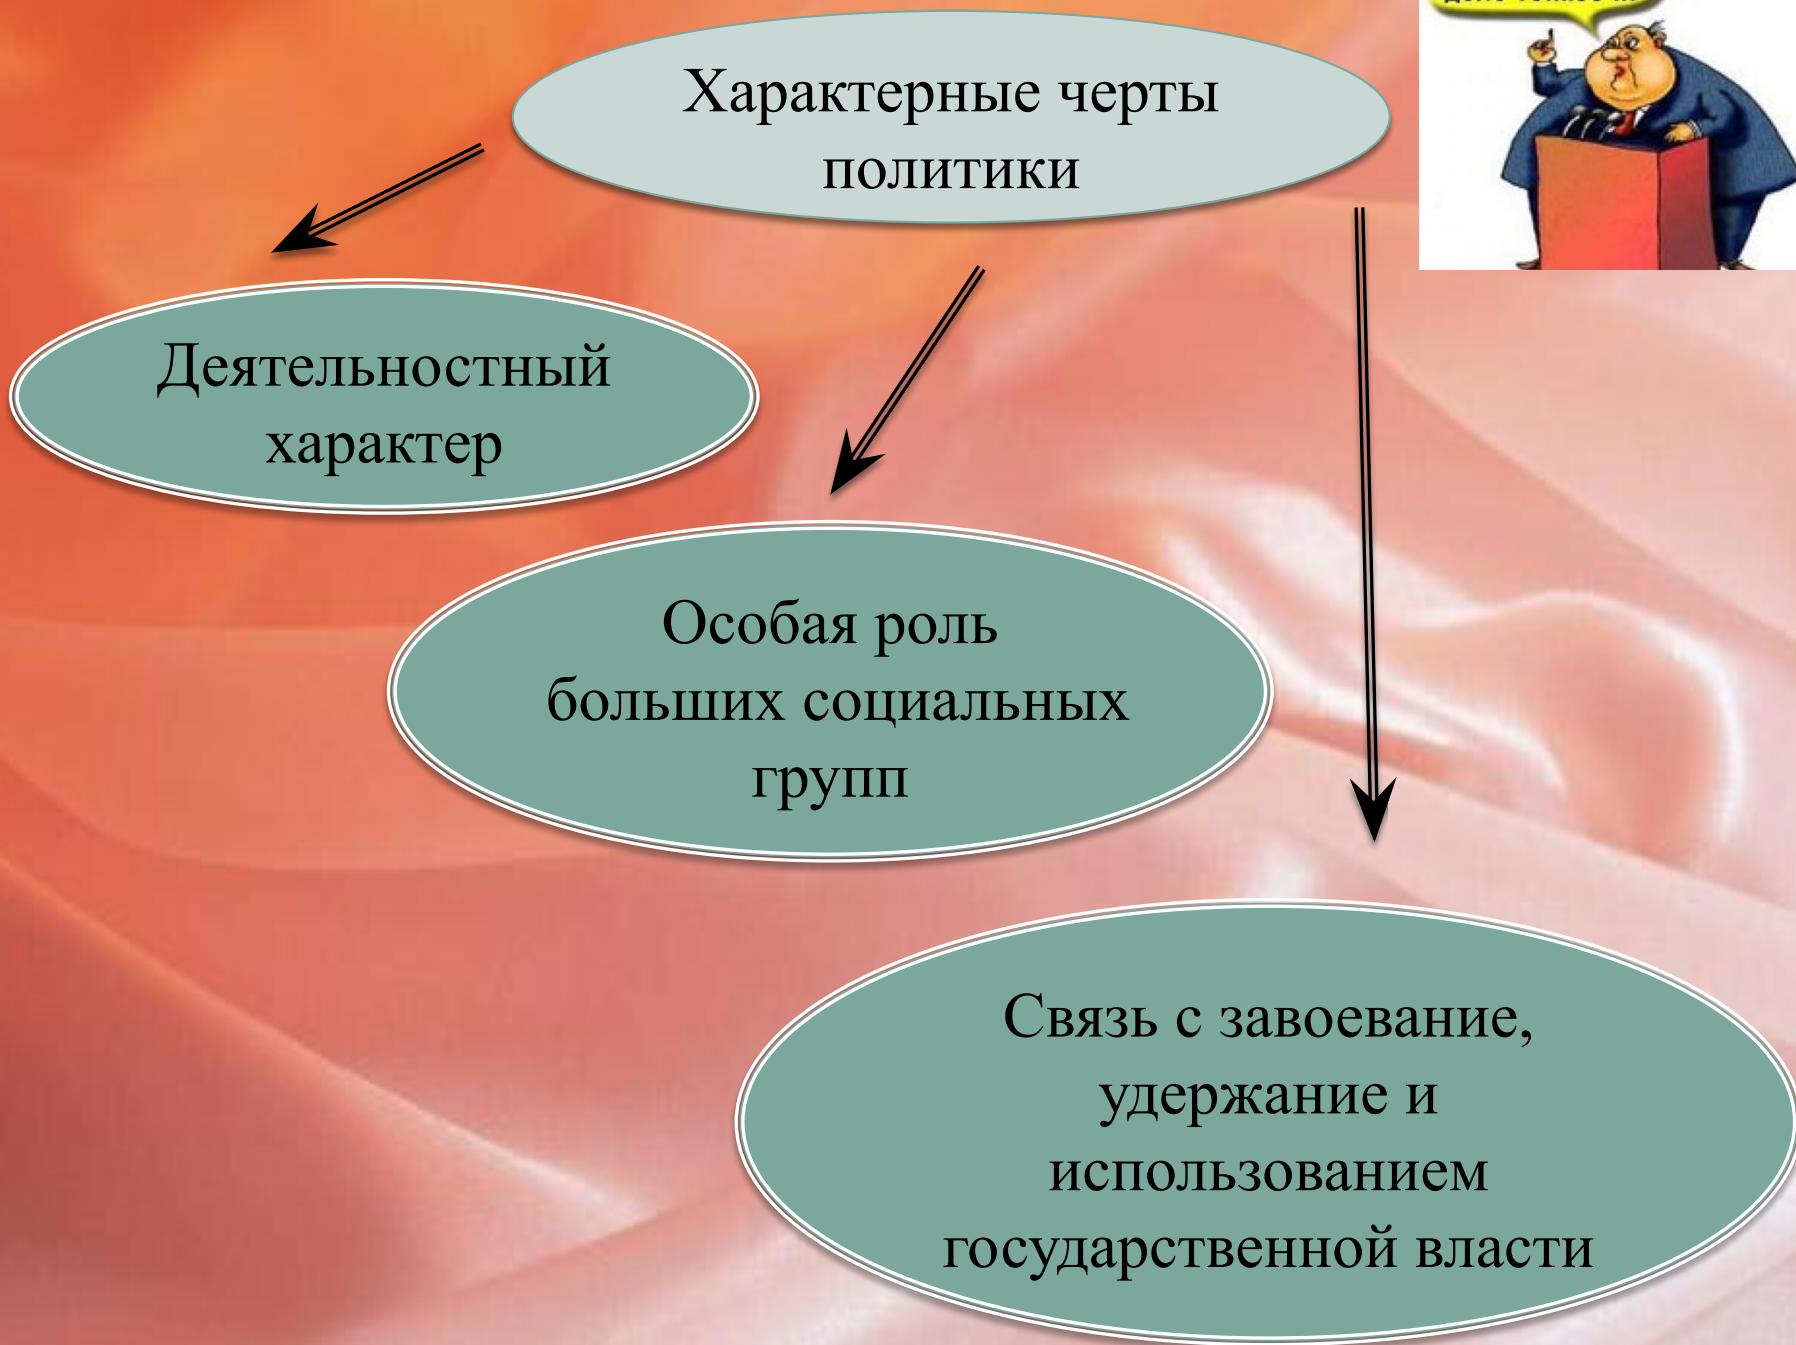 Характерные черты
политики
Деятельностный
характер
Особая роль
больших социальных
групп
Связь с завоевание,
удержание и
использованием
государственной власти